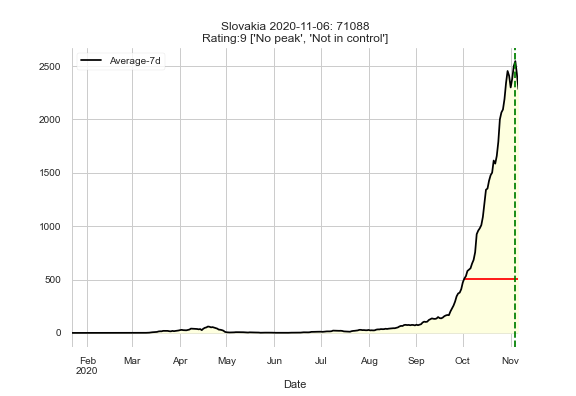 Slovakia 2020-11-06: 71088
Rating:9 ['No peak', 'Not in control']
Average-7d
2500
2000
1500
1000
500
0
Feb Mar Apr May Jun Jul Aug Sep Oct Nov
2020
Date